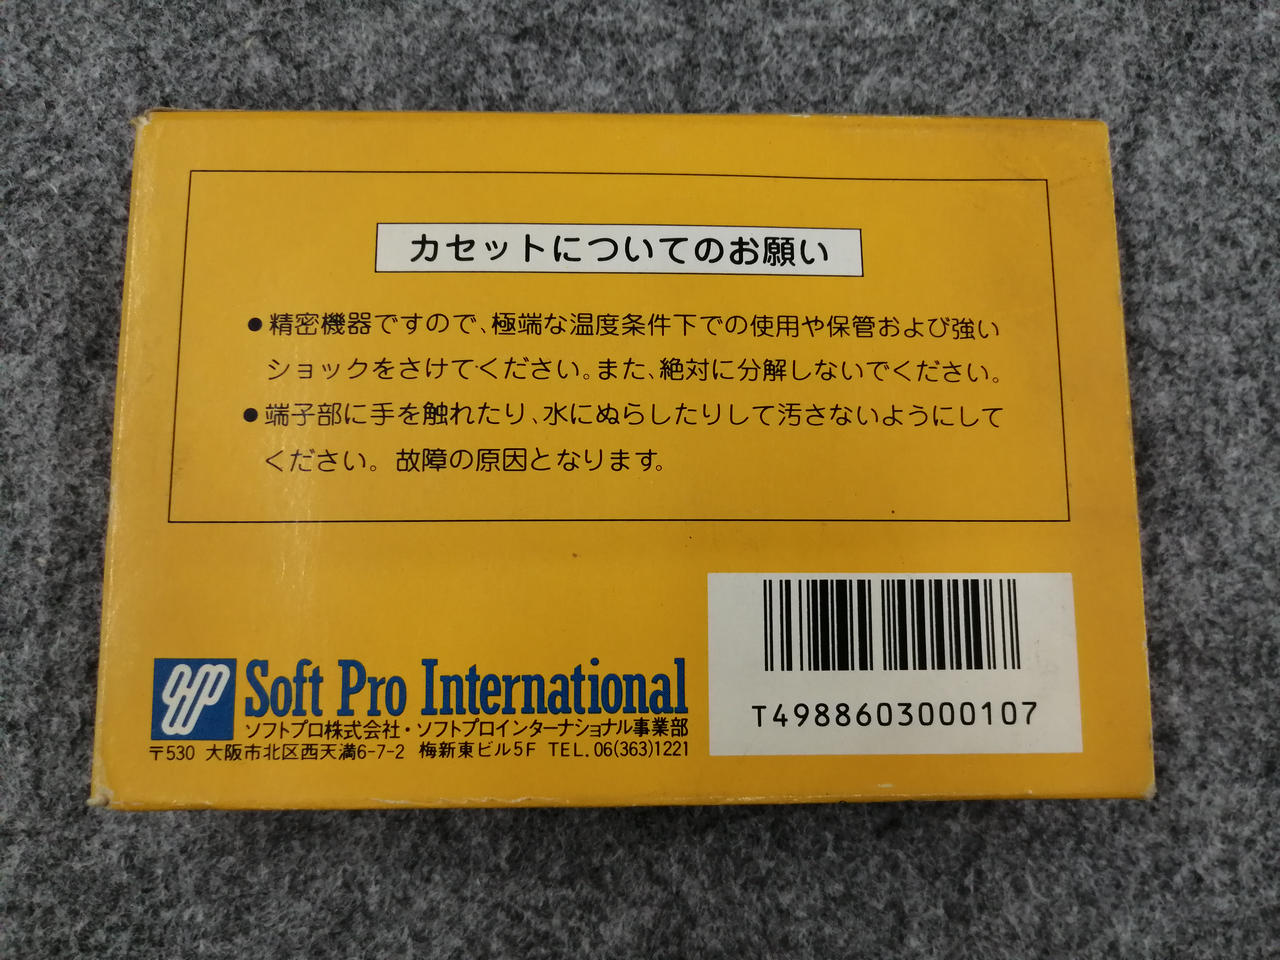 カセットについてのお願い
●精密機器ですので、極端な温度条件下での使用や保管および強い
ショックをさけてください。また、絶対に分解しないでください。
●端子部に手を触れたり、水にぬらしたりして汚さないようにして
ください。故障の原因となります。
Soft Pro International
ソフトプロ株式会社・ソフトプロインターナショナル事業部
〒530 大阪市北区西天満6-7-2 梅新東ビル5F TEL.06(363)1221
T4988603000107